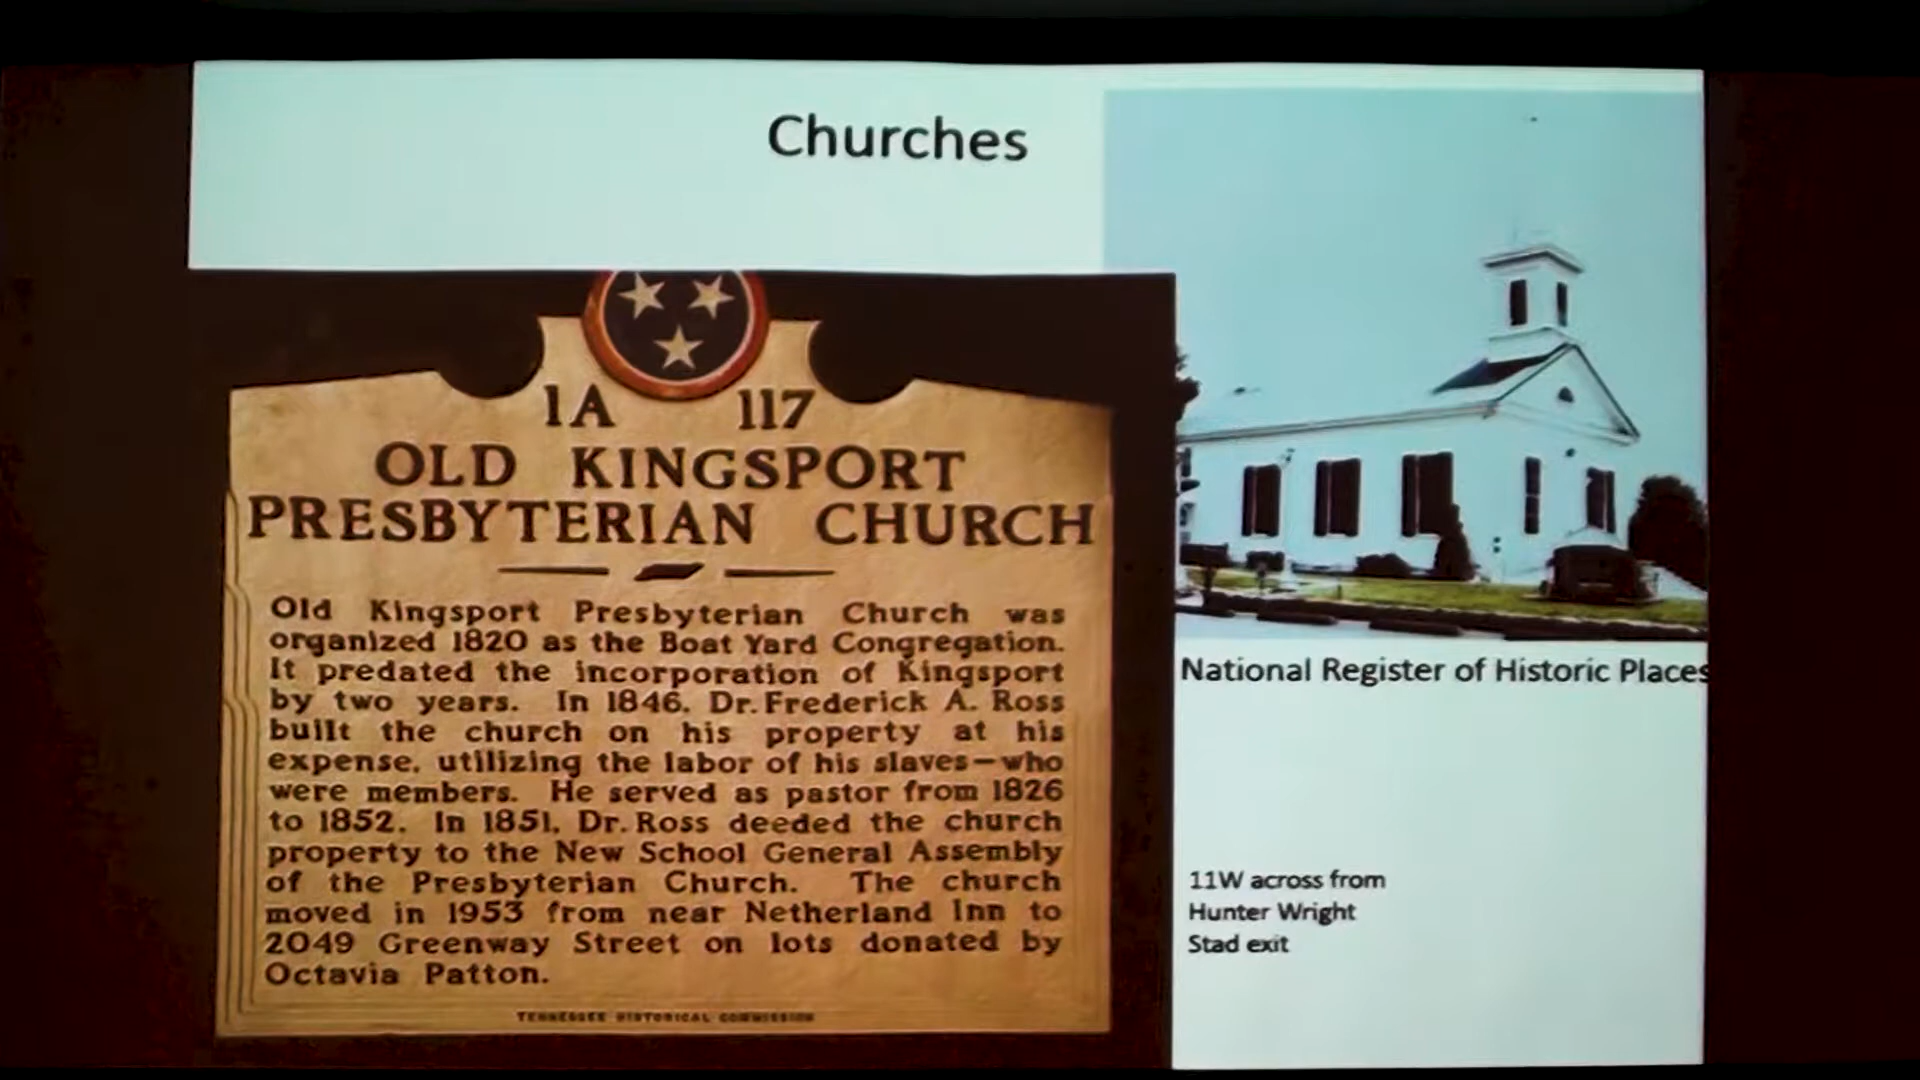 Churches
1A 117
OLD KINGSPORT
PRESBYTERIAN CHURCH
Old Kingsport Presbyterian Church was
organized 1820 as the Boat Yard Congregation.
It predated the incorporation of Kingsport
by two years. In 1846, Dr. Frederick A. Ross
built the church on his property at his
expense, utilizing the labor of his slaves—who
were members. He served as pastor from 1826
to 1852. In 1851, Dr. Ross deeded the church
property to the New School General Assembly
of the Presbyterian Church. The church
moved in 1953 from near Netherland Inn to
2049 Greenway Street on lots donated by
Octavia Patton.
TENNESSEE HISTORICAL COMMISSION
National Register of Historic Places
11W across from
Hunter Wright
Stad exit